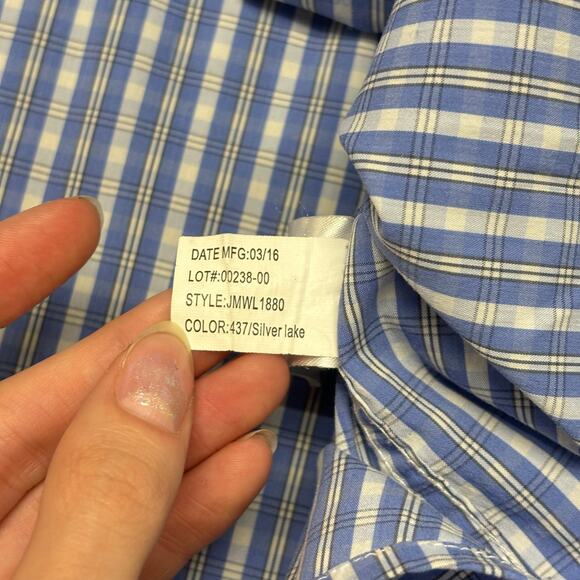 DATE MFG:03/16
LOT#:00238-00
STYLE:JMWL1880
COLOR:437/Silver lake